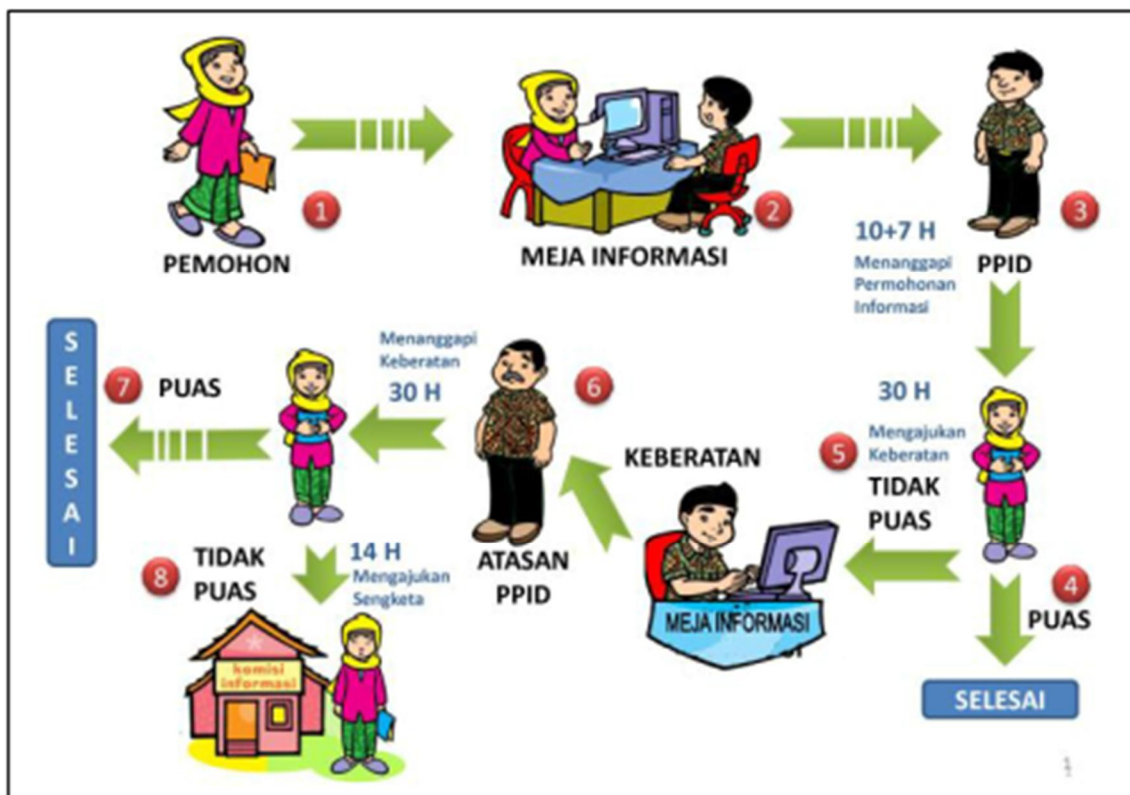 1
PEMOHON
2
MEJA INFORMASI
3
PPID
10+7 H
Menanggapi
Permohonan
Informasi
30 H
Mengajukan
Keberatan
5
TIDAK
PUAS
4
PUAS
SELESAI
KEBERATAN
MEJA INFORMASI
6
ATASAN
PPID
Menanggapi
Keberatan
30 H
7
PUAS
SELESAI
8
TIDAK
PUAS
14 H
Mengajukan
Sengketa
komisi
informasi